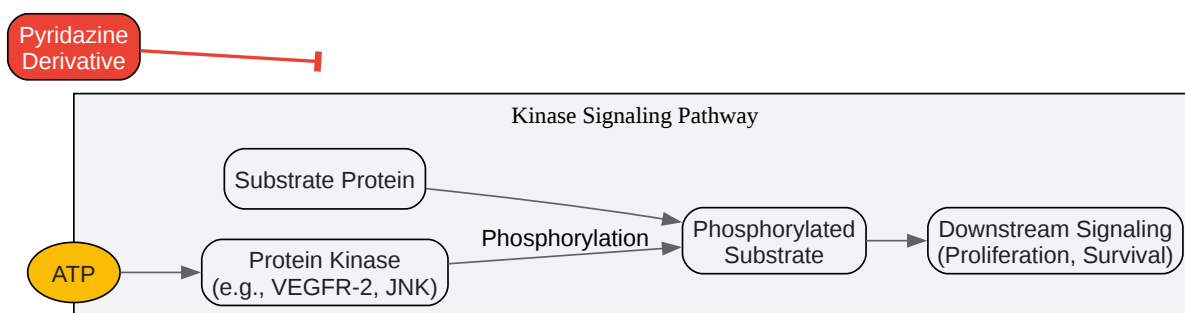 Pyridazine
Derivative
Kinase Signaling Pathway
Substrate Protein
Phosphorylation
Phosphorylated
Substrate
Downstream Signaling
(Proliferation, Survival)
ATP
Protein Kinase
(e.g., VEGFR-2, JNK)